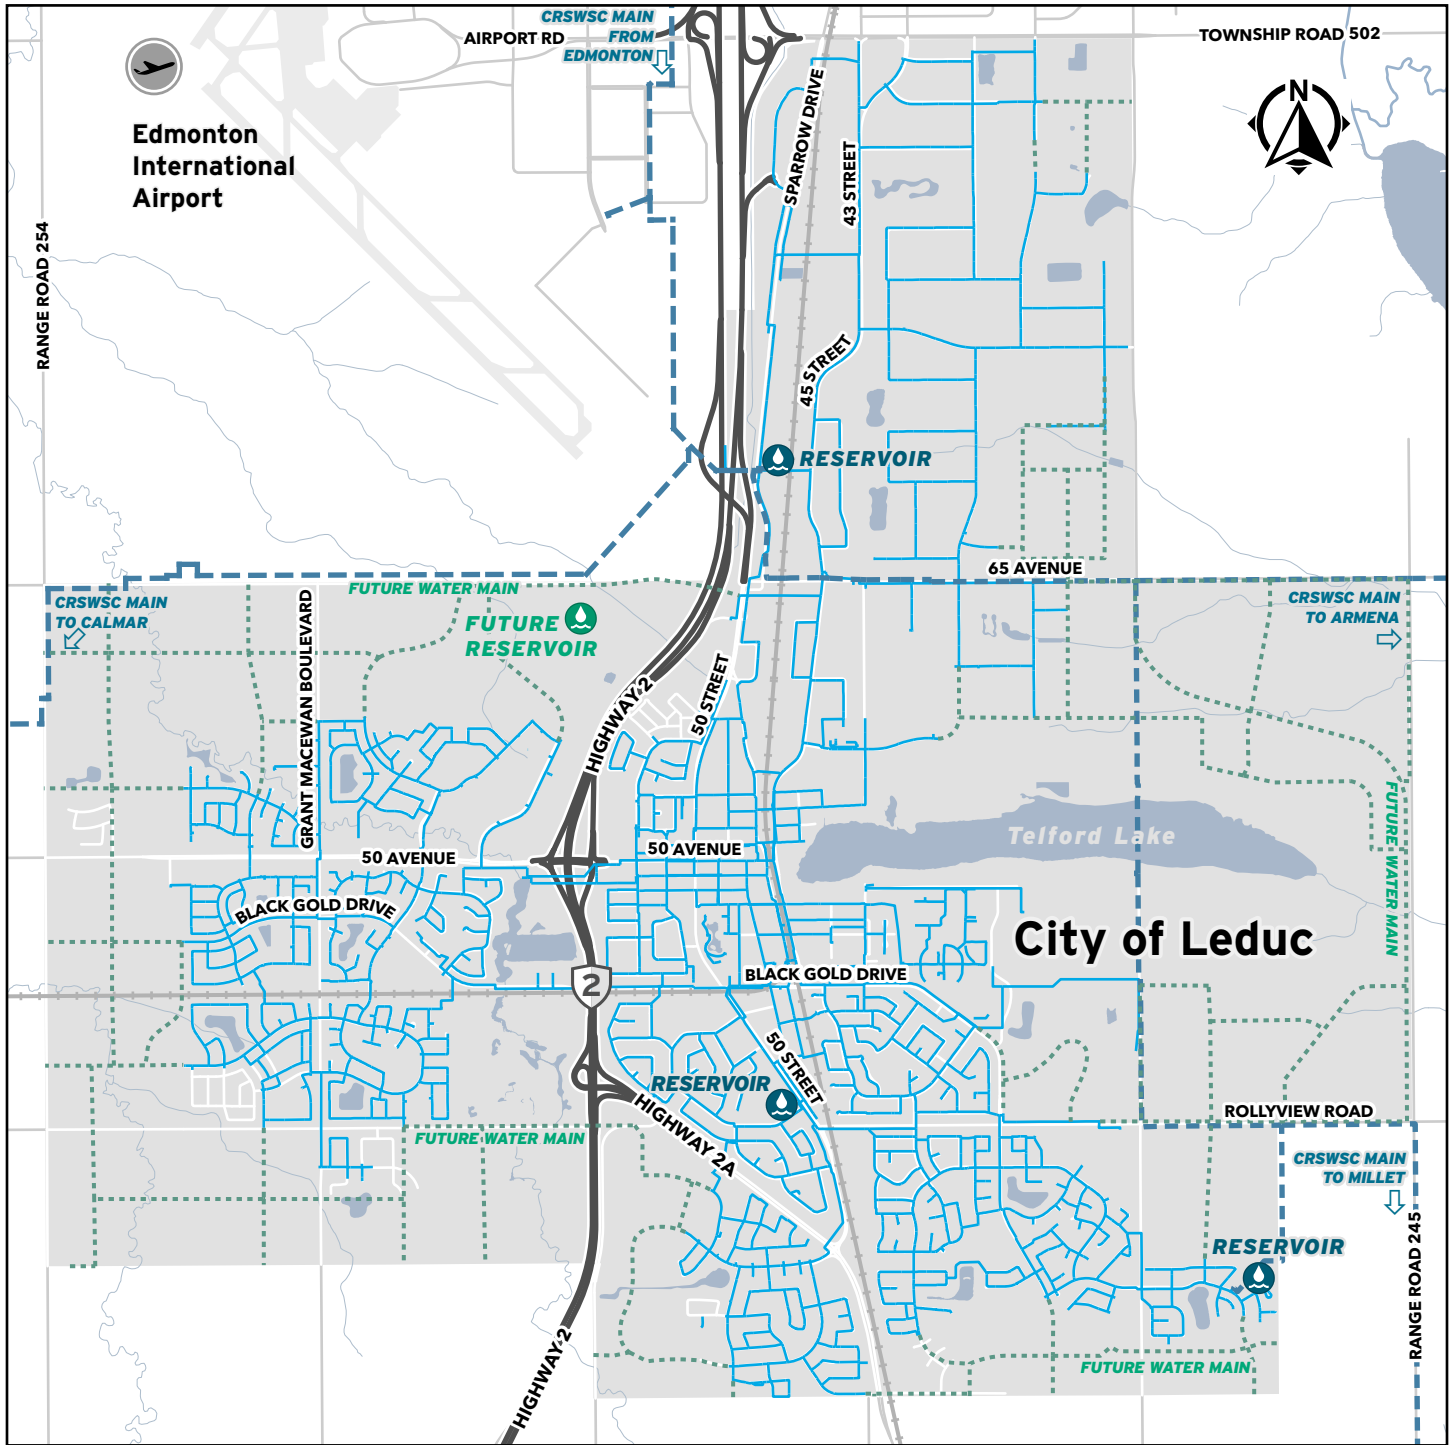 CRSWSC MAIN
FROM
EDMONTON
AIRPORT RD
TOWNSHIP ROAD 502
N
Edmonton
International
Airport
SPARROW DRIVE
43 STREET
RANGE ROAD 254
45 STREET
RESERVOIR
65 AVENUE
CRSWSC MAIN
TO CALMAR
FUTURE WATER MAIN
FUTURE
RESERVOIR
CRSWSC MAIN
TO ARMENA
GRANT MACEWAN BOULEVARD
HIGHWAY 2
50 STREET
FUTURE WATER MAIN
Telford Lake
50 AVENUE
50 AVENUE
BLACK GOLD DRIVE
City of Leduc
BLACK GOLD DRIVE
2
50 STREET
RESERVOIR
HIGHWAY 2A
ROLLYVIEW ROAD
FUTURE WATER MAIN
CRSWSC MAIN
TO MILLET
RESERVOIR
RANGE ROAD 245
HIGHWAY 2
FUTURE WATER MAIN